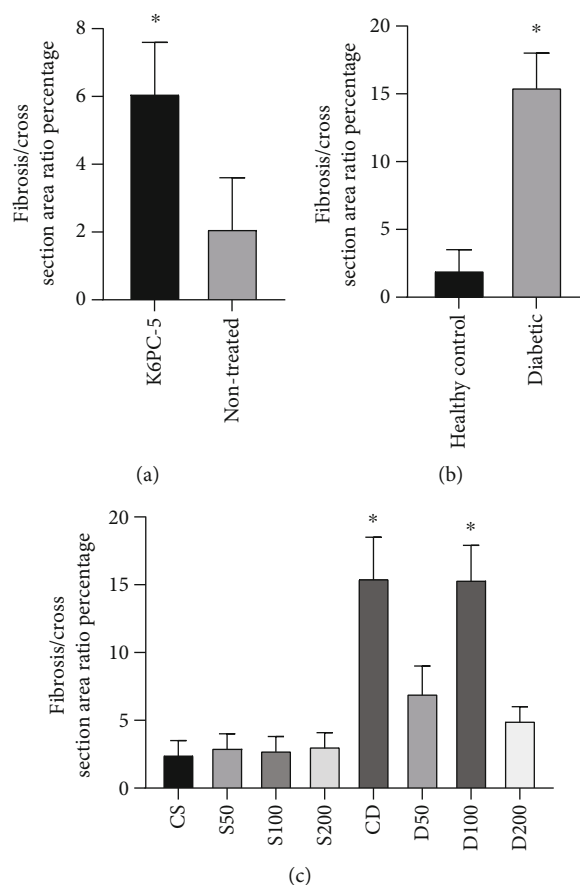 Fibrosis/cross
section area ratio percentage
8
6
4
2
0
*
K6PC-5
Non-treated
(a)
Fibrosis/cross
section area ratio percentage
20
15
10
5
0
*
Healthy control
Diabetic
(b)
Fibrosis/cross
section area ratio percentage
20
15
10
5
0
*
*
CS
S50
S100
S200
CD
D50
D100
D200
(c)